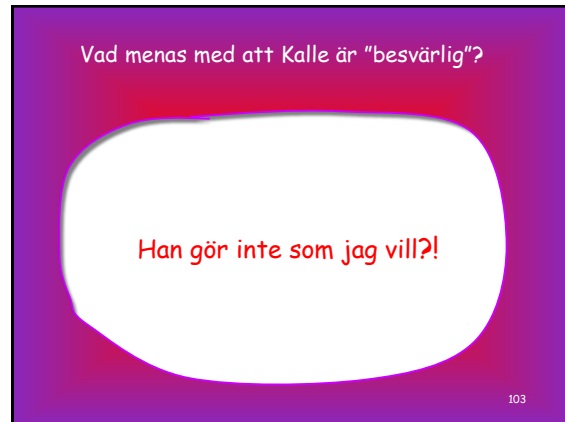 Vad menas med att Kalle är ”besvärlig”?
Han gör inte som jag vill?!
103